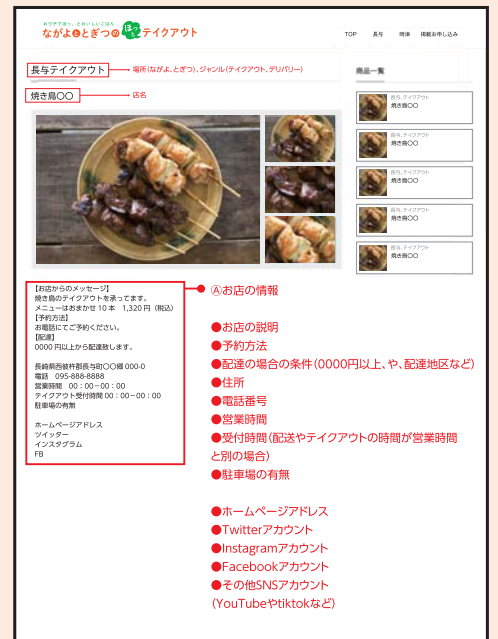 おウチでほっ、とおいしいごはん
ながよととぎつの ほっと テイクアウト
TOP 長与 時津 掲載お申し込み
長与テイクアウト
場所(ながよ、とぎつ)、ジャンル(テイクアウト、デリバリー)
焼き鳥〇〇
店名
商品一覧
長与、テイクアウト
焼き鳥〇〇
長与、テイクアウト
焼き鳥〇〇
長与、テイクアウト
焼き鳥〇〇
長与、テイクアウト
焼き鳥〇〇
長与、テイクアウト
焼き鳥〇〇
【お店からのメッセージ】
焼き鳥のテイクアウトを承ってます。
メニューはおまかせ 10 本 1,320 円(税込)
【予約方法】
お電話にてご予約ください。
【配達】
0000 円以上から配達致します。
長崎県西彼杵郡長与町〇〇郷 000-0
電話 095-888-8888
営業時間 00:00－00:00
テイクアウト受付時間 00:00－00:00
駐車場の有無
ホームページアドレス
ツイッター
インスタグラム
FB
Ⓐお店の情報
●お店の説明
●予約方法
●配達の場合の条件(0000円以上、や、配達地区など)
●住所
●電話番号
●営業時間
●受付時間(配送やテイクアウトの時間が営業時間
と別の場合)
●駐車場の有無
●ホームページアドレス
●Twitterアカウント
●Instagramアカウント
●Facebookアカウント
●その他SNSアカウント
(YouTubeやtiktokなど)